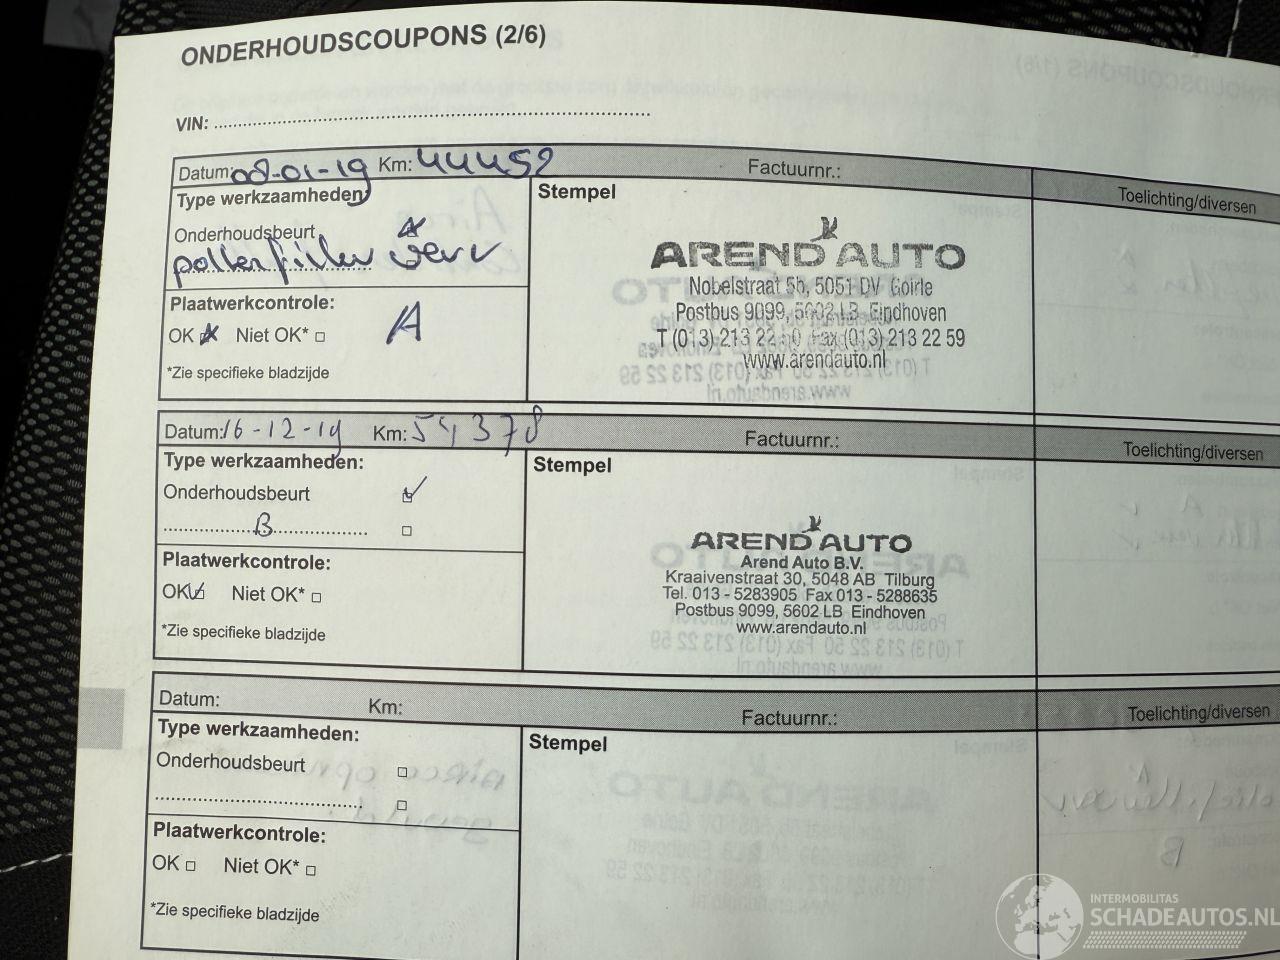 ONDERHOUDSCOUPONS (2/6)
VIN:
Datum: 08-01-19 Km: 44452 Factuurnr.: Toelichting/diversen
Type werkzaamheden: Stempel
Onderhoudsbeurt
pollenfilter verv
Plaatwerkcontrole: A
OK Niet OK*
*Zie specifieke bladzijde
AREND AUTO
Nobelstraat 5b, 5051 DV Goirle
Postbus 9099, 5602 LB Eindhoven
T (013) 213 22 50 Fax (013) 213 22 59
www.arendauto.nl
Datum: 16-12-19 Km: 54378 Factuurnr.: Toelichting/diversen
Type werkzaamheden: Stempel
Onderhoudsbeurt
B
Plaatwerkcontrole:
OK Niet OK*
*Zie specifieke bladzijde
AREND AUTO
Arend Auto B.V.
Kraaivenstraat 30, 5048 AB Tilburg
Tel. 013 - 5283905 Fax 013 - 5288635
Postbus 9099, 5602 LB Eindhoven
www.arendauto.nl
Datum: Km: Factuurnr.: Toelichting/diversen
Type werkzaamheden: Stempel
Onderhoudsbeurt
Plaatwerkcontrole:
OK Niet OK*
*Zie specifieke bladzijde
INTERMOBILITAS
SCHADEAUTOS.NL